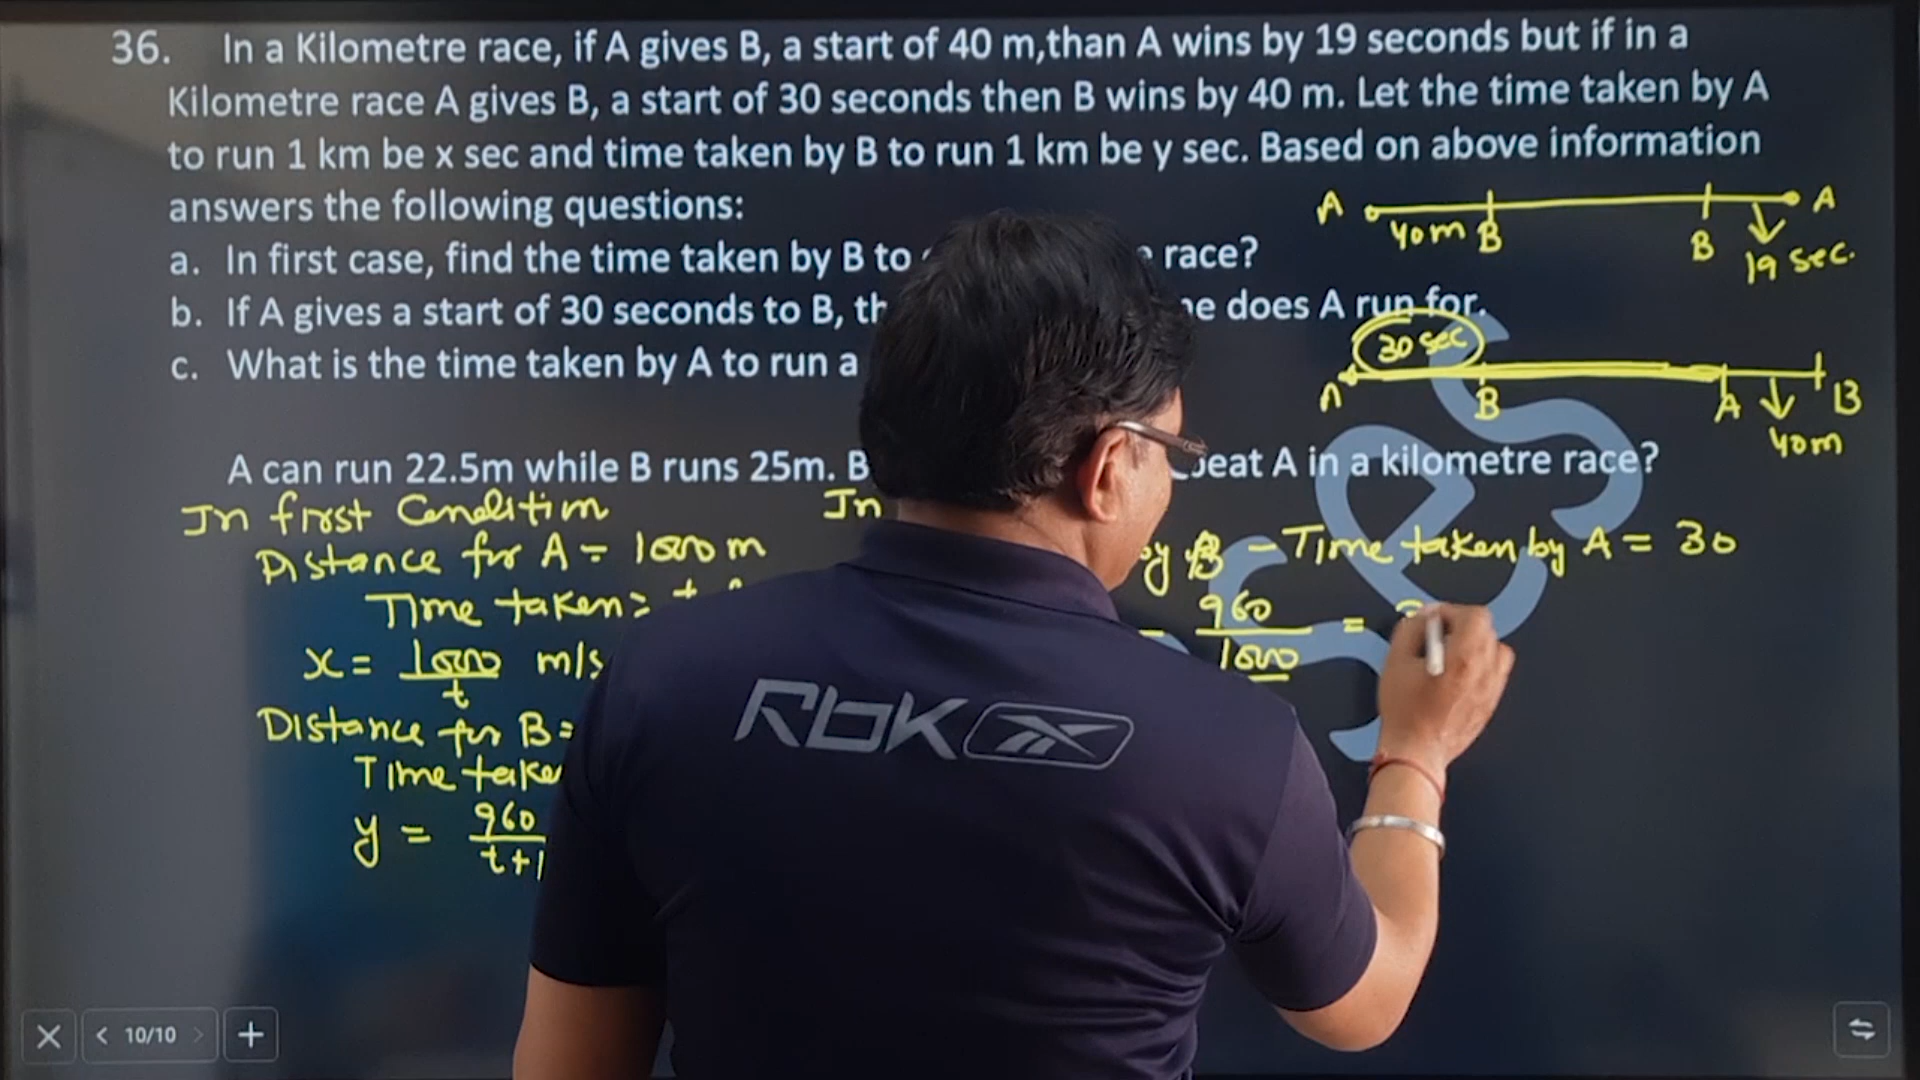 36. In a Kilometre race, if A gives B, a start of 40 m,than A wins by 19 seconds but if in a
Kilometre race A gives B, a start of 30 seconds then B wins by 40 m. Let the time taken by A
to run 1 km be x sec and time taken by B to run 1 km be y sec. Based on above information
answers the following questions:
a. In first case, find the time taken by B to race?
b. If A gives a start of 30 seconds to B, does A run for.
c. What is the time taken by A to run a
A can run 22.5m while B runs 25m. A in a kilometre race?
A 40m B B 19 sec. A
30 sec
A B A 40m B
In first Condition
Distance for A = 1000 m
Time taken =
x = 1000/t m/s
Distance for B =
Time taken
y = 960/t+1
In
by B - Time taken by A = 30
- 960/1000 =
Rbk
10/10